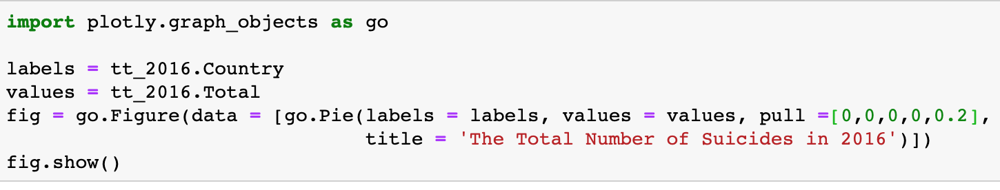 import plotly.graph_objects as go
labels = tt_2016.Country
values = tt_2016.Total
fig = go.Figure(data = [go.Pie(labels = labels, values = values, pull =[0,0,0,0,0.2],
title = 'The Total Number of Suicides in 2016')])
fig.show()